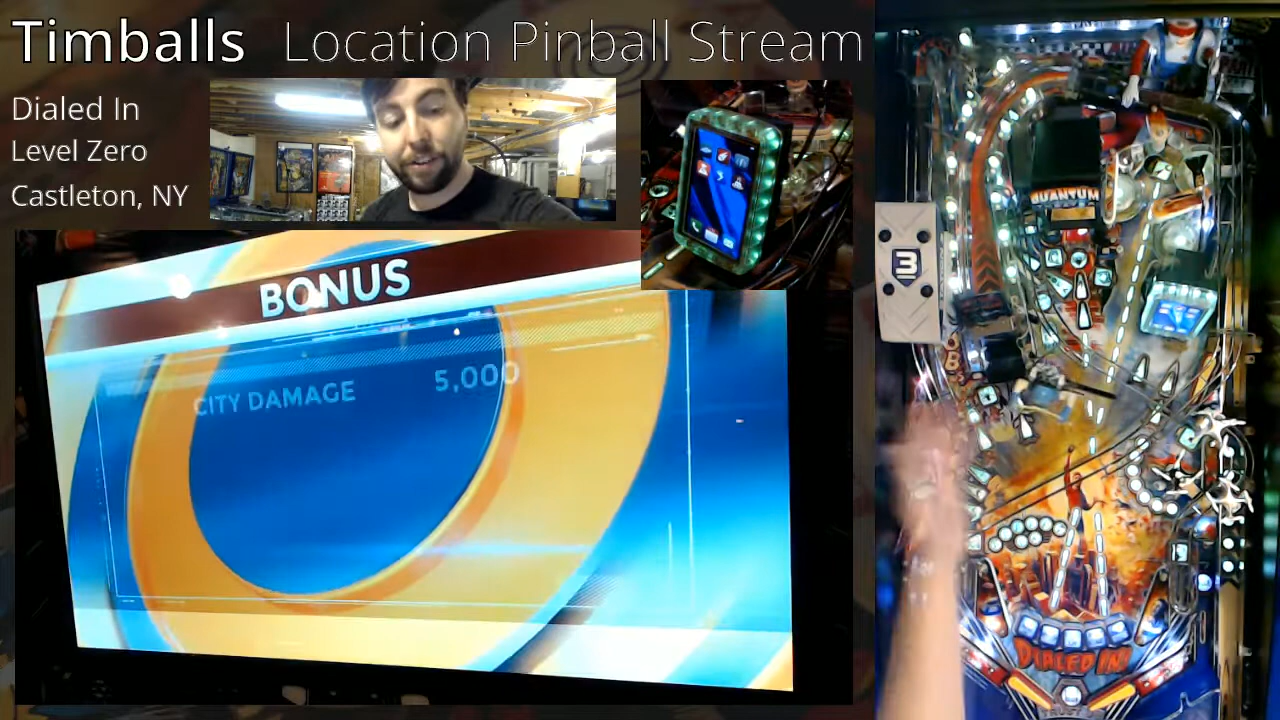 Timballs Location Pinball Stream
Dialed In
Level Zero
Castleton, NY
BONUS
CITY DAMAGE 5,000
QUANTUM
3
DIALED IN!